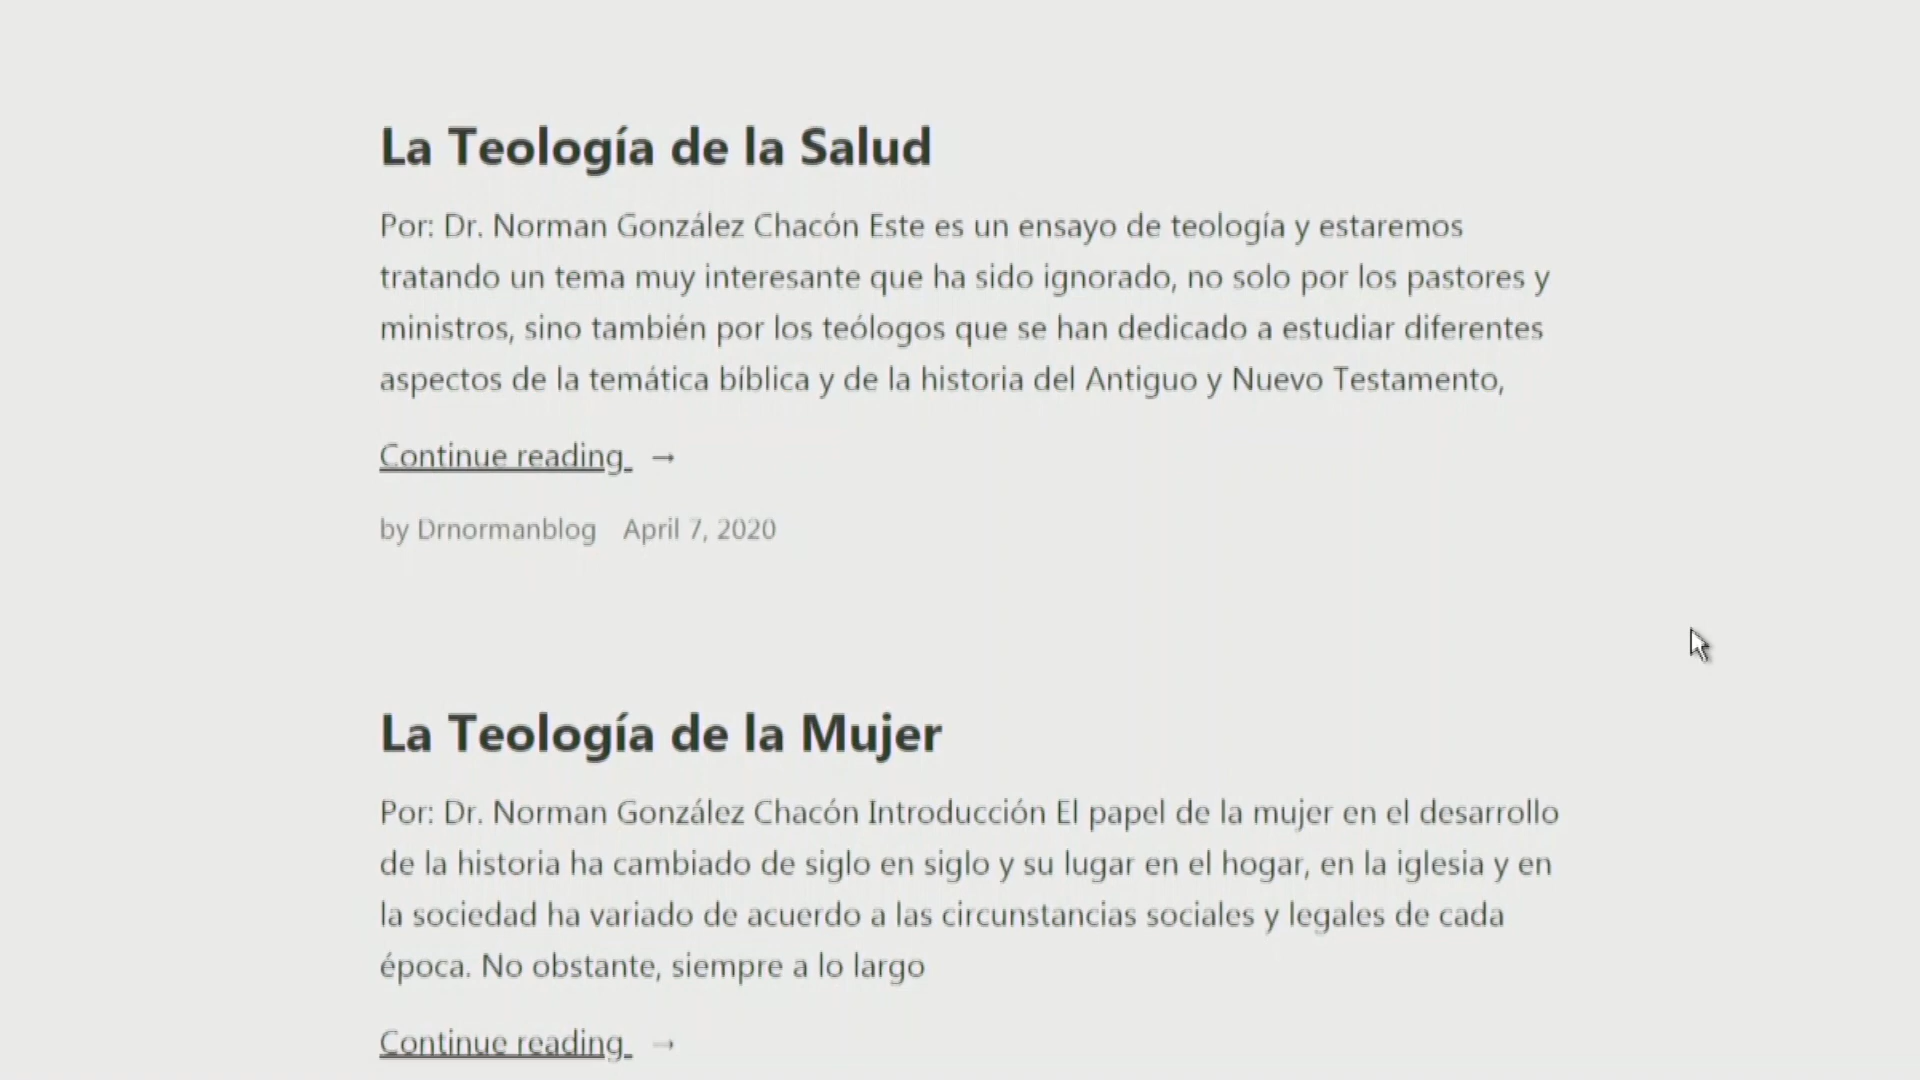 La Teología de la Salud
Por: Dr. Norman González Chacón Este es un ensayo de teología y estaremos
tratando un tema muy interesante que ha sido ignorado, no solo por los pastores y
ministros, sino también por los teólogos que se han dedicado a estudiar diferentes
aspectos de la temática bíblica y de la historia del Antiguo y Nuevo Testamento,
Continue reading →
by Drnormanblog April 7, 2020
La Teología de la Mujer
Por: Dr. Norman González Chacón Introducción El papel de la mujer en el desarrollo
de la historia ha cambiado de siglo en siglo y su lugar en el hogar, en la iglesia y en
la sociedad ha variado de acuerdo a las circunstancias sociales y legales de cada
época. No obstante, siempre a lo largo
Continue reading →